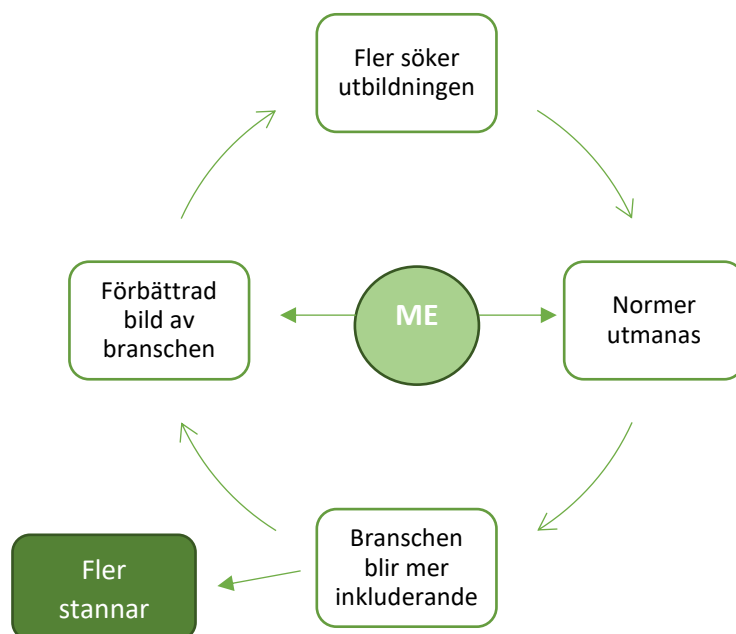 Fler söker
utbildningen
Förbättrad
bild av
branschen
ME
Normer
utmanas
Branschen
blir mer
inkluderande
Fler
stannar